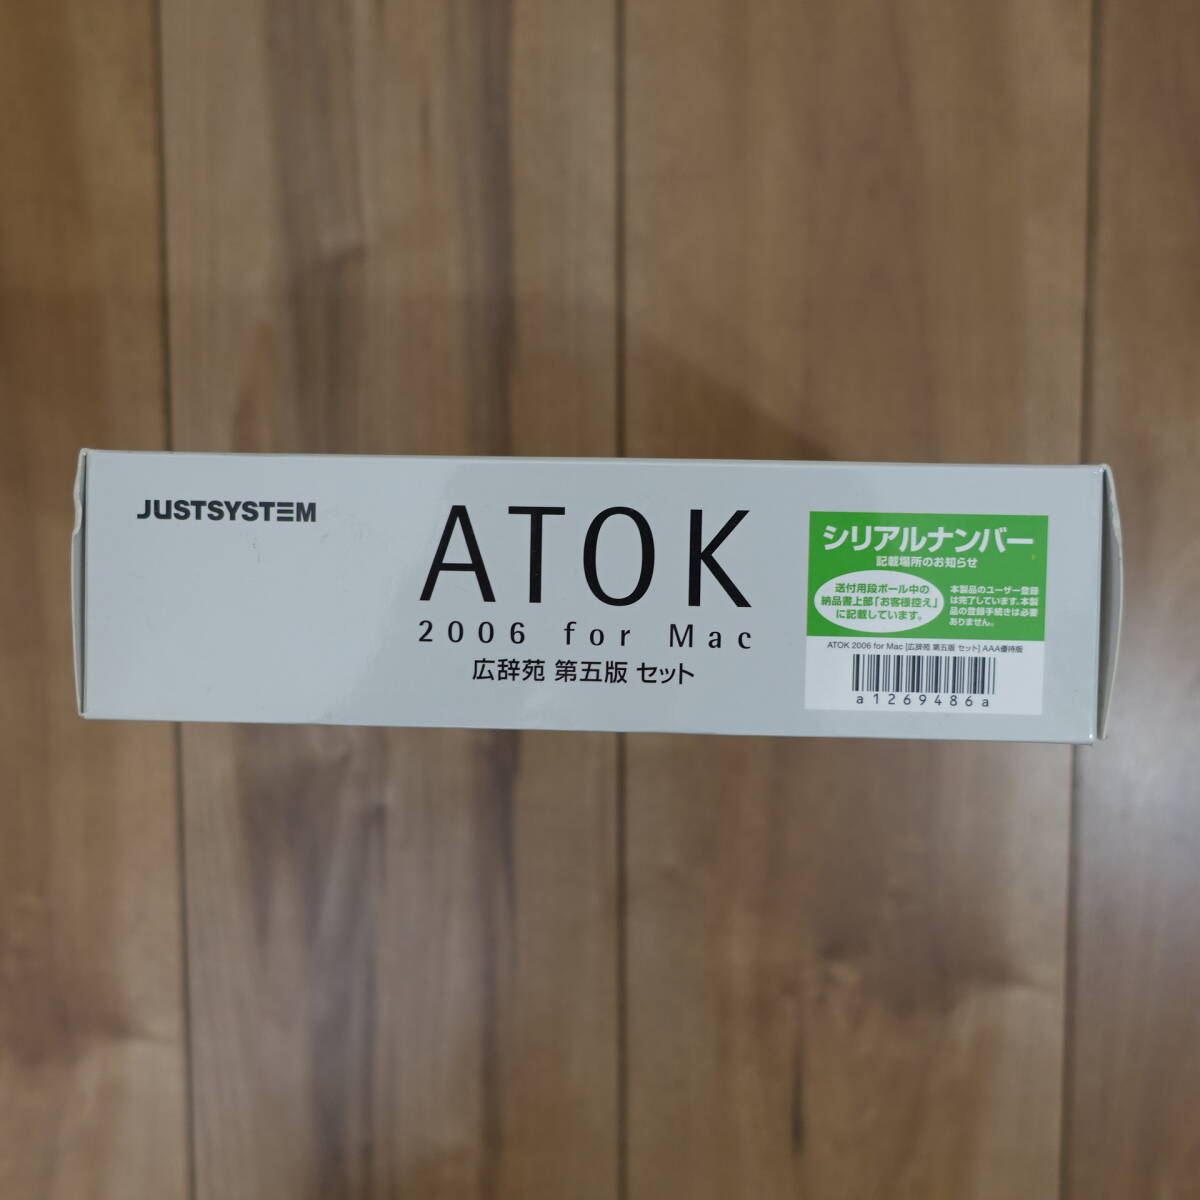 JUSTSYSTEM
ATOK
2006 for Mac
広辞苑 第五版 セット
シリアルナンバー
記載場所のお知らせ
送付用段ボール中の
納品書上部「お客様控え」
に記載しています。
本製品のユーザー登録
は完了しています。本製
品の登録手続きは必要
ありません。
ATOK 2006 for Mac [広辞苑 第五版 セット] AAA優待版
a1269486a